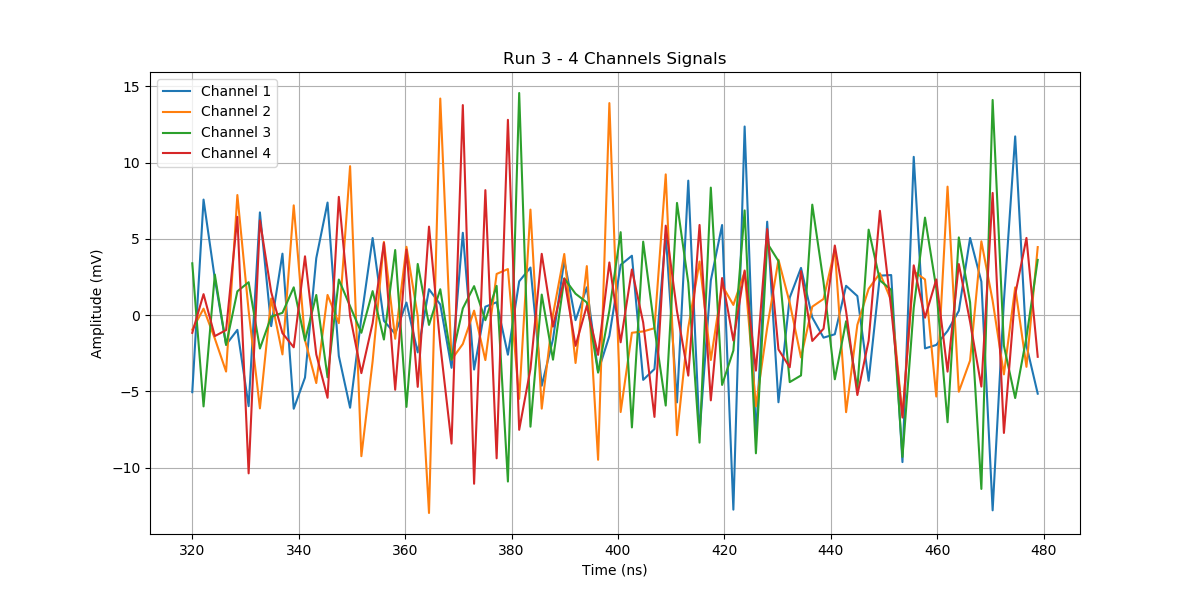 Run 3 - 4 Channels Signals
Channel 1
Channel 2
Channel 3
Channel 4
Amplitude (mV)
15
10
5
0
−5
−10
320 340 360 380 400 420 440 460 480
Time (ns)